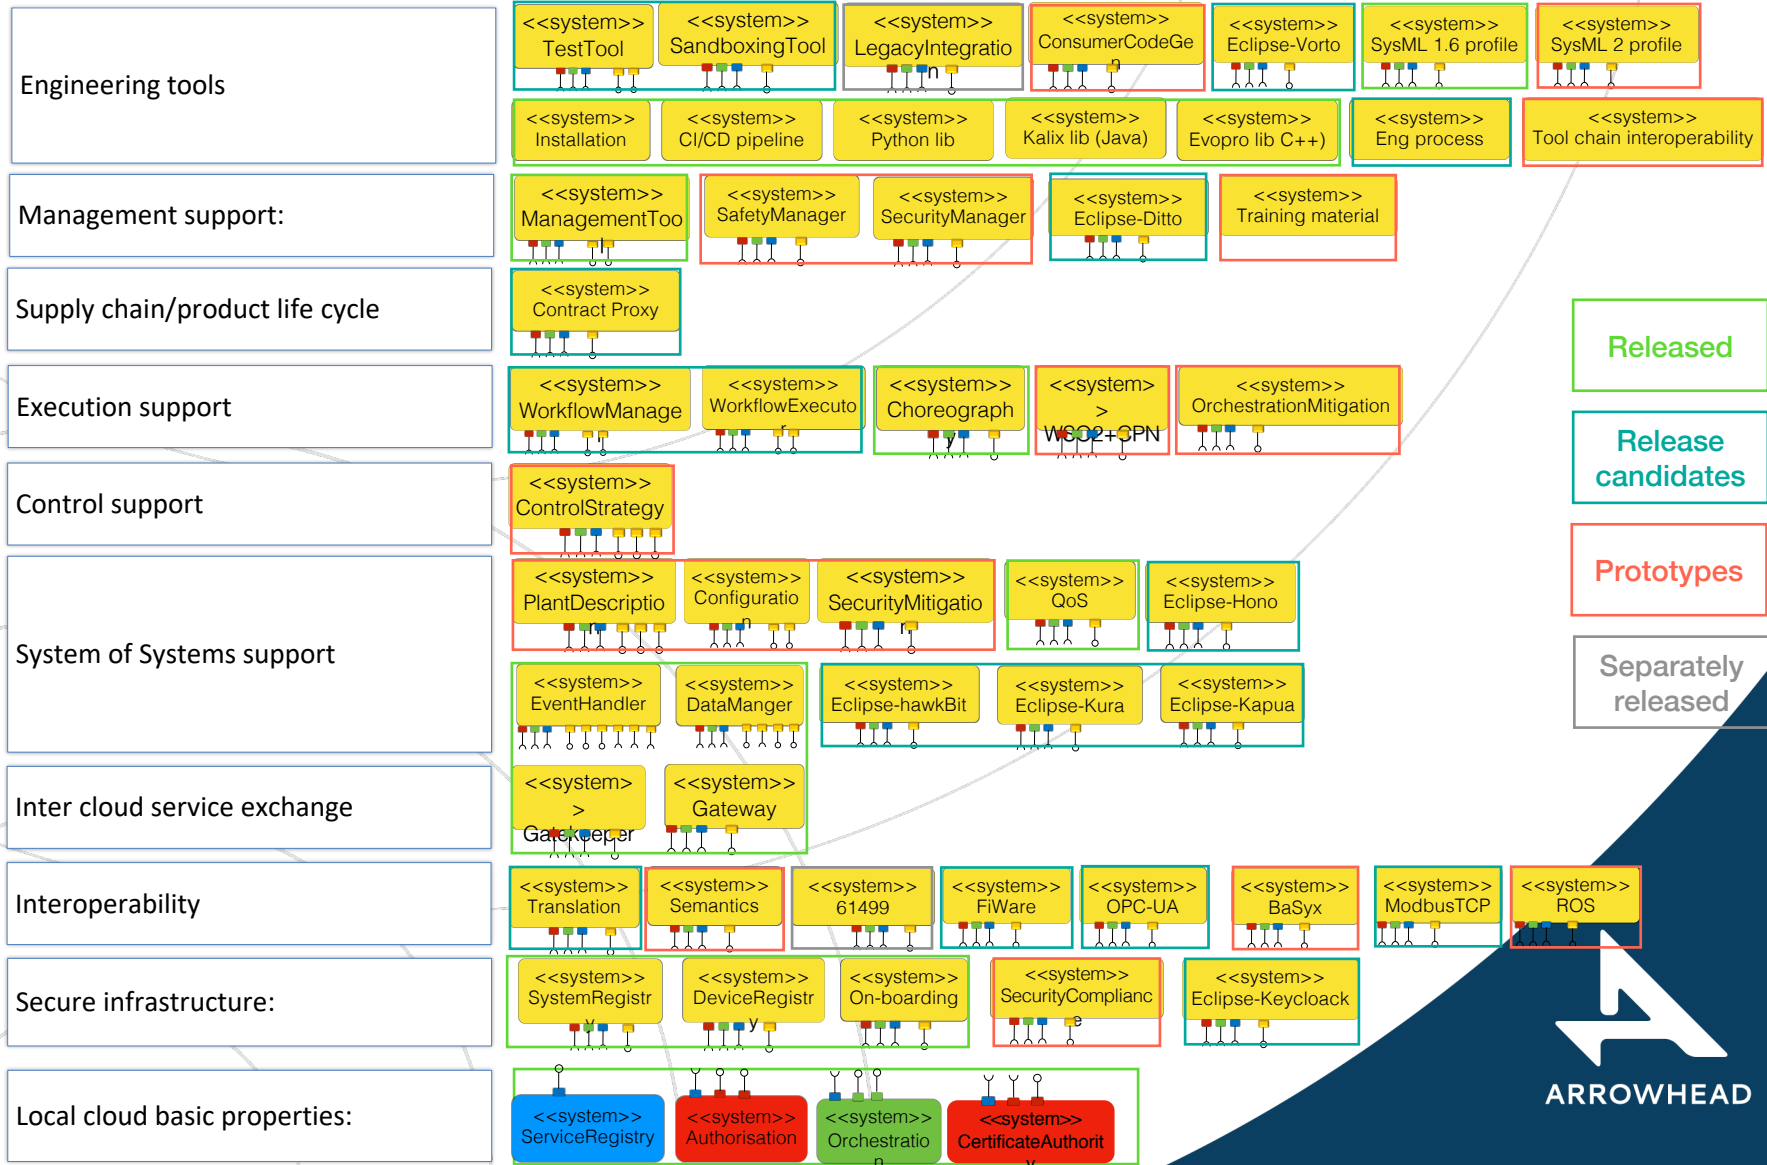 Engineering tools
<<system>>
TestTool
<<system>>
SandboxingTool
<<system>>
LegacyIntegratio
n
<<system>>
ConsumerCodeGe
n
<<system>>
Eclipse-Vorto
<<system>>
SysML 1.6 profile
<<system>>
SysML 2 profile
<<system>>
Installation
<<system>>
CI/CD pipeline
<<system>>
Python lib
<<system>>
Kalix lib (Java)
<<system>>
Evopro lib C++)
<<system>>
Eng process
<<system>>
Tool chain interoperability
Management support:
<<system>>
ManagementToo
l
<<system>>
SafetyManager
<<system>>
SecurityManager
<<system>>
Eclipse-Ditto
<<system>>
Training material
Supply chain/product life cycle
<<system>>
Contract Proxy
Released
Execution support
<<system>>
WorkflowManage
r
<<system>>
WorkflowExecuto
r
<<system>>
Choreograph
y
<<system>
>
WSO2+CPN
<<system>>
OrchestrationMitigation
Release
candidates
Control support
<<system>>
ControlStrategy
Prototypes
System of Systems support
<<system>>
PlantDescriptio
n
<<system>>
Configuratio
n
<<system>>
SecurityMitigatio
n
<<system>>
QoS
<<system>>
Eclipse-Hono
<<system>>
EventHandler
<<system>>
DataManger
<<system>>
Eclipse-hawkBit
<<system>>
Eclipse-Kura
<<system>>
Eclipse-Kapua
Separately
released
Inter cloud service exchange
<<system>
>
Gatekeeper
<<system>>
Gateway
Interoperability
<<system>>
Translation
<<system>>
Semantics
<<system>>
61499
<<system>>
FiWare
<<system>>
OPC-UA
<<system>>
BaSyx
<<system>>
ModbusTCP
<<system>>
ROS
Secure infrastructure:
<<system>>
SystemRegistr
y
<<system>>
DeviceRegistr
y
<<system>>
On-boarding
<<system>>
SecurityComplianc
e
<<system>>
Eclipse-Keycloack
ARROWHEAD
Local cloud basic properties:
<<system>>
ServiceRegistry
<<system>>
Authorisation
<<system>>
Orchestratio
n
<<system>>
CertificateAuthorit
y